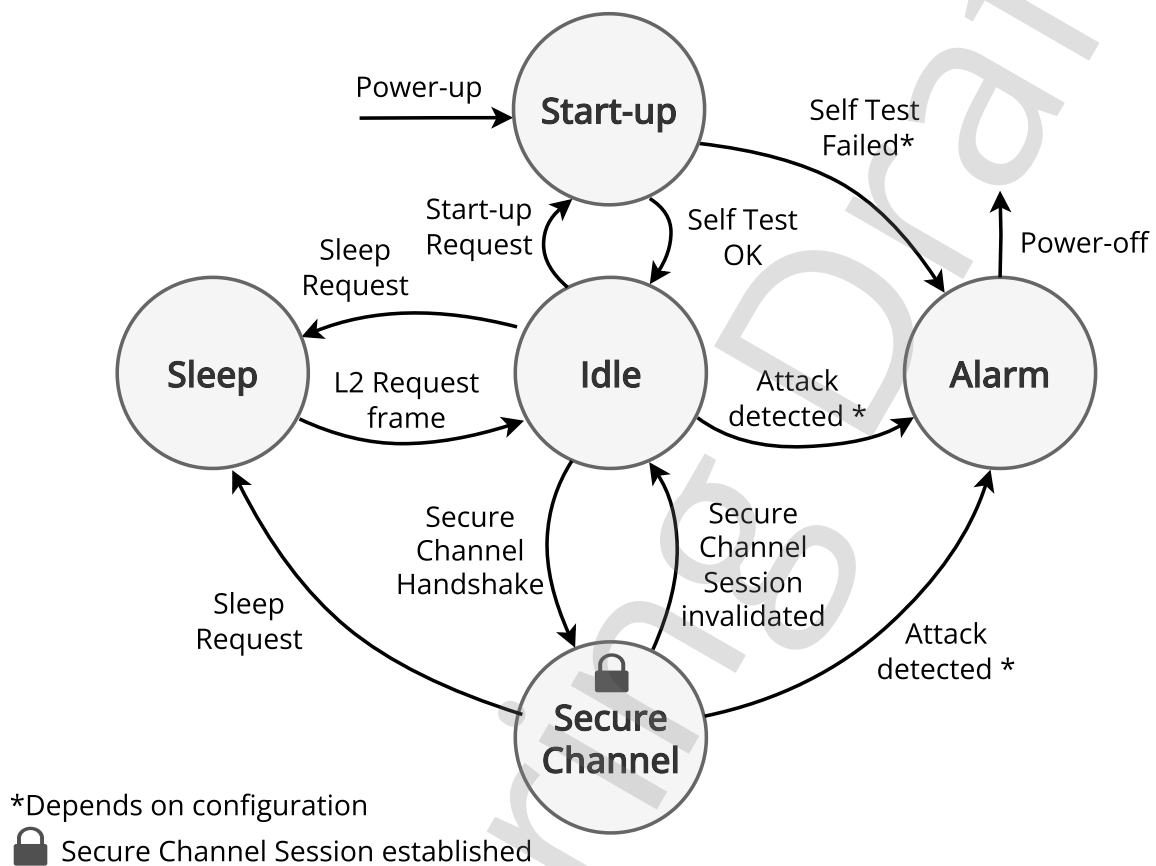 Power-up
Start-up
Self Test
Failed*
Start-up
Request
Self Test
OK
Power-off
Sleep
Request
Sleep
L2 Request
frame
Idle
Attack
detected *
Alarm
Secure
Channel
Handshake
Secure
Channel
Session
invalidated
Sleep
Request
Attack
detected *
Secure
Channel
*Depends on configuration
Secure Channel Session established